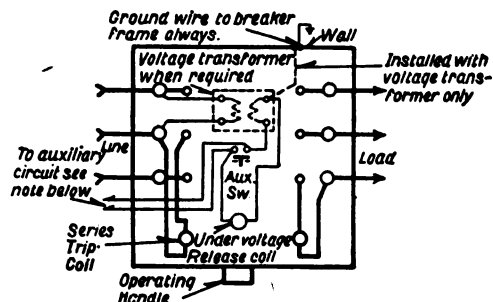 Ground wire to breaker
frame always.
Wall
Voltage transformer
when required
Installed with
voltage trans-
former only
Line
To auxiliary
circuit see
note below
Aux.
Sw.
Load
Series
Trip-
Coil
Under voltage
Release coil
Operating
Handle